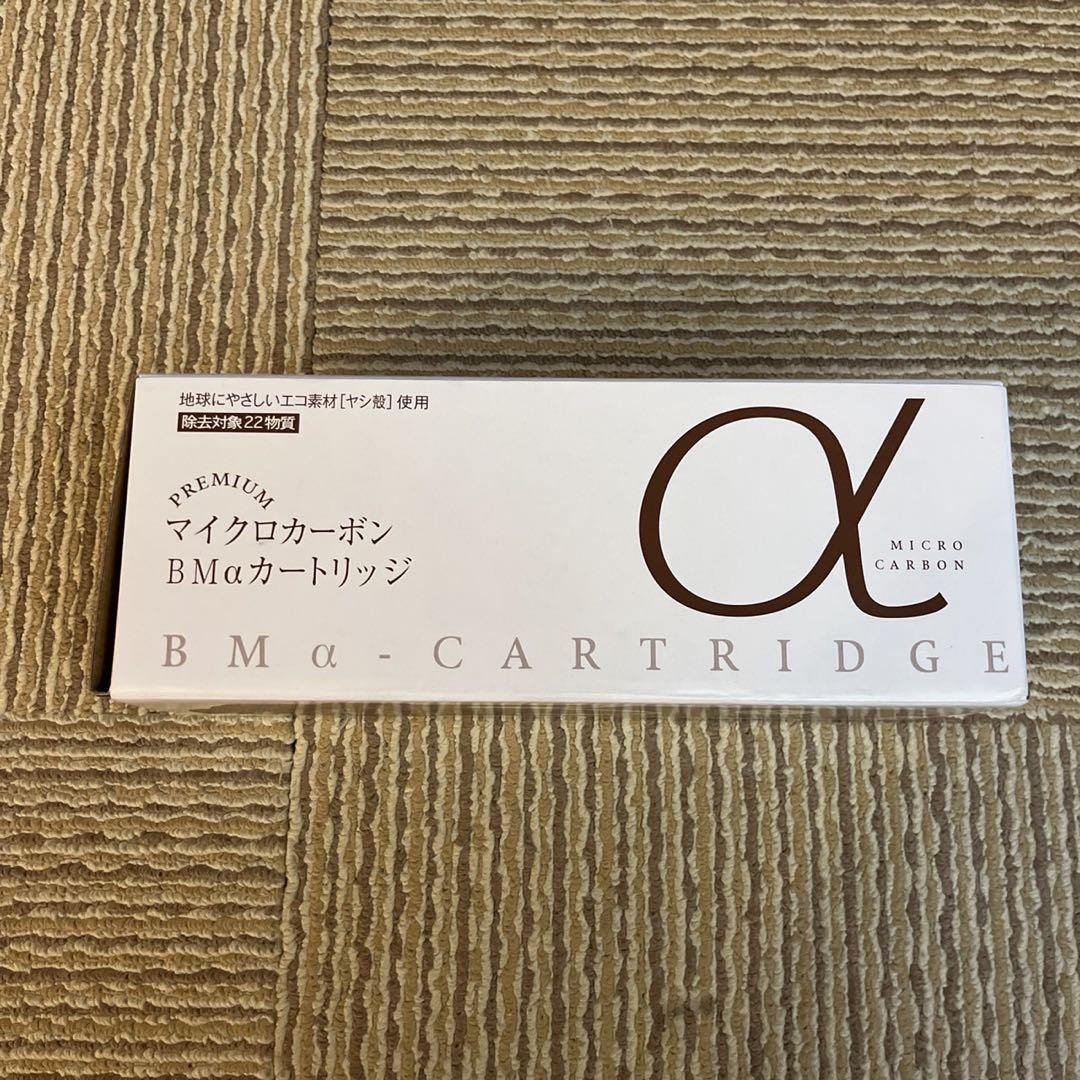 地球にやさしいエコ素材[ヤシ殻]使用
除去対象22物質
PREMIUM
マイクロカーボン
BMαカートリッジ
α
MICRO
CARBON
BMα-CARTRIDGE